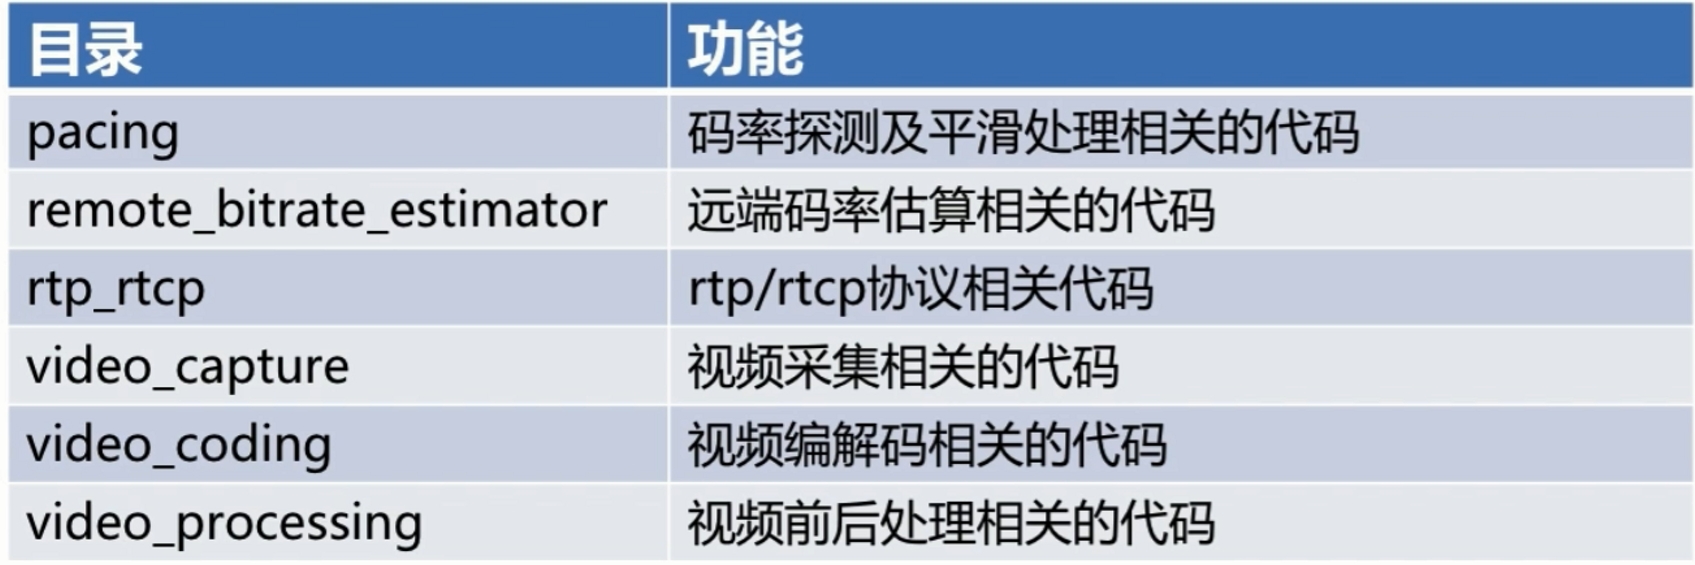 目录 功能
pacing 码率探测及平滑处理相关的代码
remote_bitrate_estimator 远端码率估算相关的代码
rtp_rtcp rtp/rtcp协议相关代码
video_capture 视频采集相关的代码
video_coding 视频编解码相关的代码
video_processing 视频前后处理相关的代码